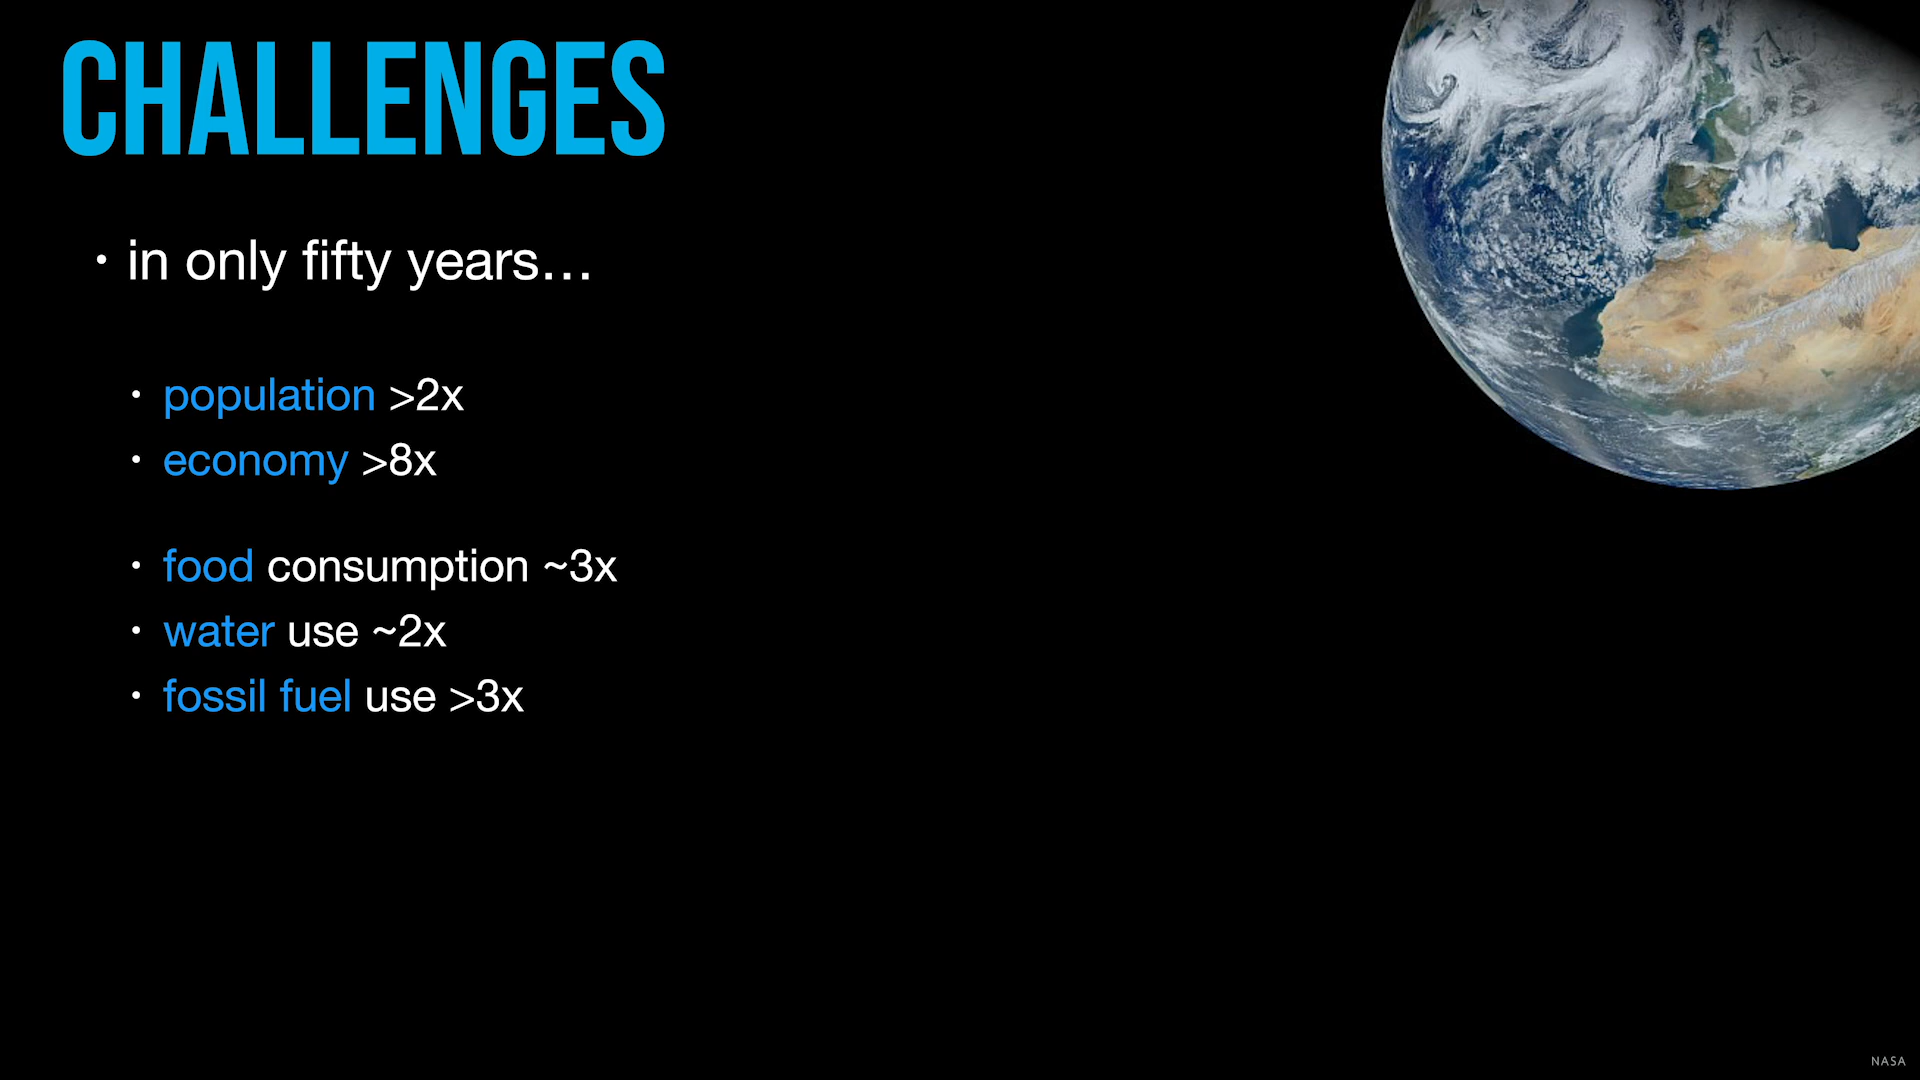 CHALLENGES
• in only fifty years…
• population >2x
• economy >8x
• food consumption ~3x
• water use ~2x
• fossil fuel use >3x
NASA